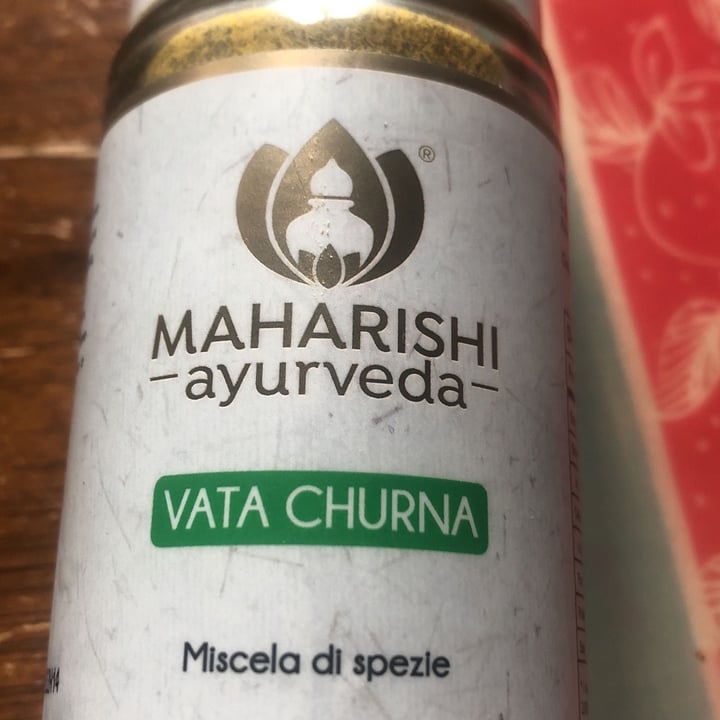 ®
MAHARISHI
-ayurveda-
VATA CHURNA
Miscela di spezie